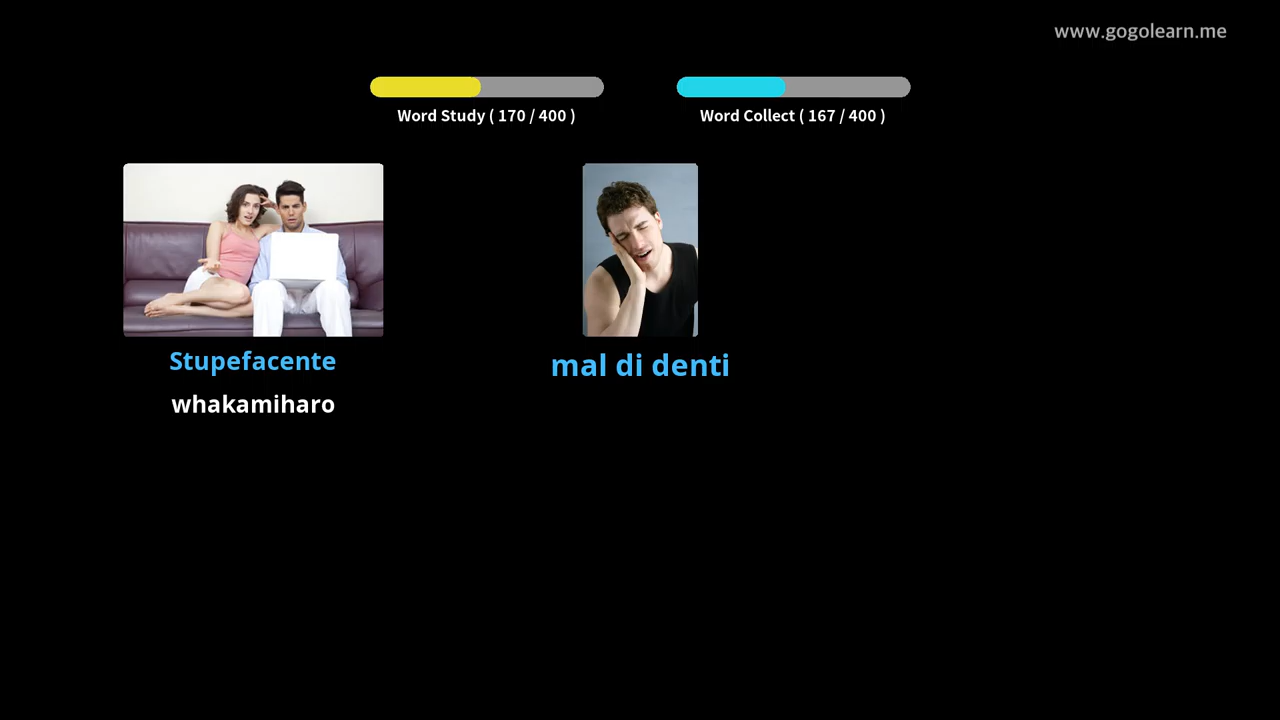 www.gogolearn.me
Word Study ( 170 / 400 )
Word Collect ( 167 / 400 )
Stupefacente
whakamiharo
mal di denti